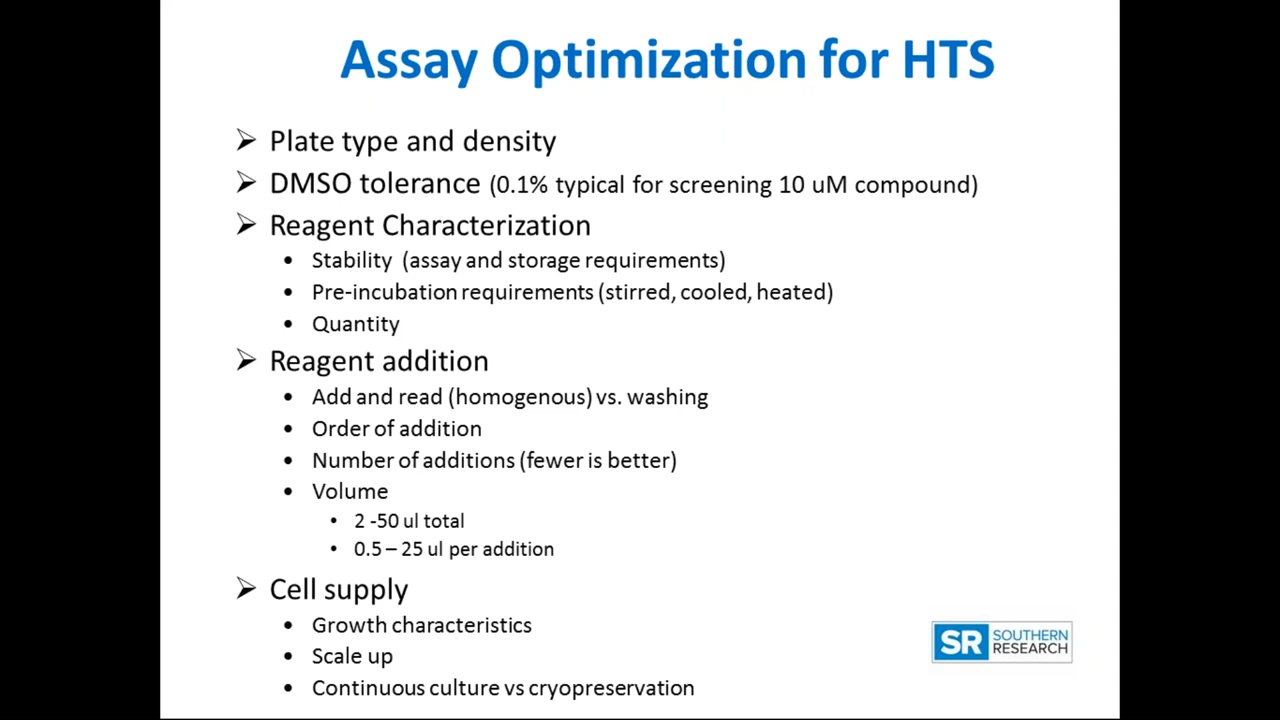 Assay Optimization for HTS
Plate type and density
DMSO tolerance (0.1% typical for screening 10 uM compound)
Reagent Characterization
Stability (assay and storage requirements)
Pre-incubation requirements (stirred, cooled, heated)
Quantity
Reagent addition
Add and read (homogenous) vs. washing
Order of addition
Number of additions (fewer is better)
Volume
2 -50 ul total
0.5 – 25 ul per addition
Cell supply
Growth characteristics
Scale up
Continuous culture vs cryopreservation
SR SOUTHERN
RESEARCH